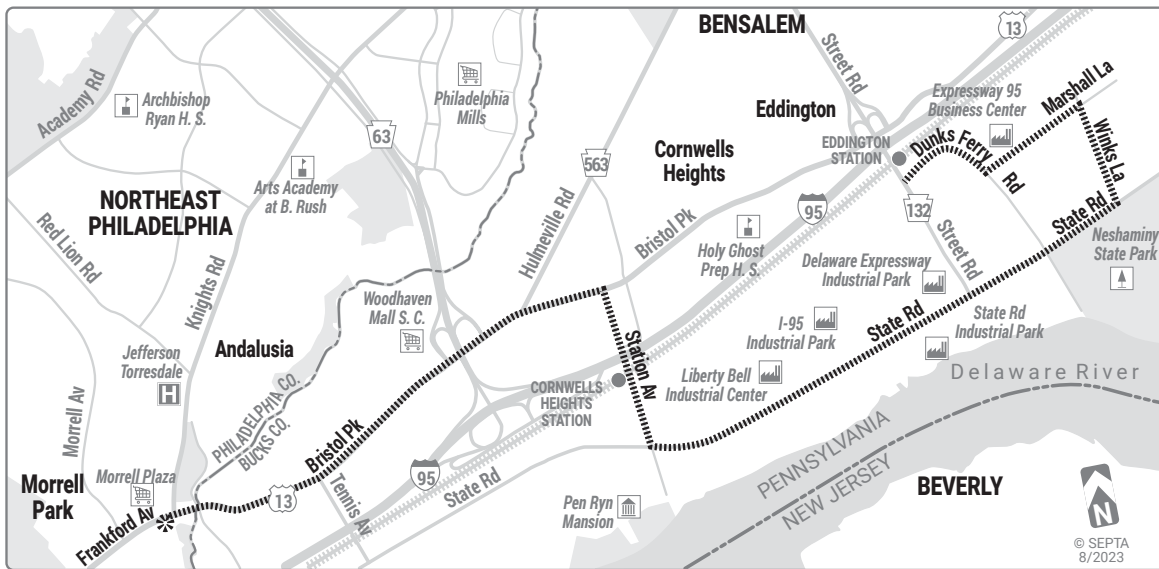 BENSALEM
13
Academy Rd
Archbishop
Ryan H. S.
63
Philadelphia
Mills
Street Rd
Eddington
Expressway 95
Business Center
Marshall La
EDDINGTON
STATION
Dunks Ferry
Rd
Winks La
Cornwells
Heights
563
Hulmeville Rd
Arts Academy
at B. Rush
NORTHEAST
PHILADELPHIA
Red Lion Rd
Knights Rd
Bristol Pk
95
132
Street Rd
State Rd
Neshaminy
State Park
Holy Ghost
Prep H. S.
Delaware Expressway
Industrial Park
Woodhaven
Mall S. C.
I-95
Industrial Park
State Rd
State Rd
Industrial Park
Andalusia
Jefferson
Torresdale
H
Station Av
Liberty Bell
Industrial Center
Delaware River
CORNWELLS
HEIGHTS
STATION
Morrell Av
PHILADELPHIA CO.
BUCKS CO.
Bristol Pk
Morrell Plaza
Morrell
Park
13
Tennis Av
95
State Rd
PENNSYLVANIA
NEW JERSEY
BEVERLY
Pen Ryn
Mansion
Frankford Av
N
© SEPTA
8/2023